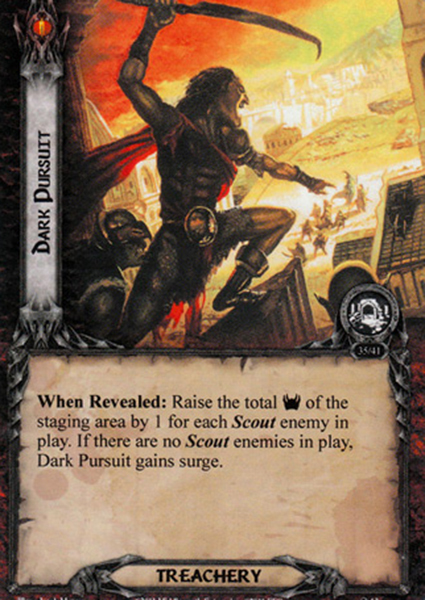 DARK PURSUIT
35/41
When Revealed: Raise the total of the
staging area by 1 for each Scout enemy in
play. If there are no Scout enemies in play,
Dark Pursuit gains surge.
TREACHERY